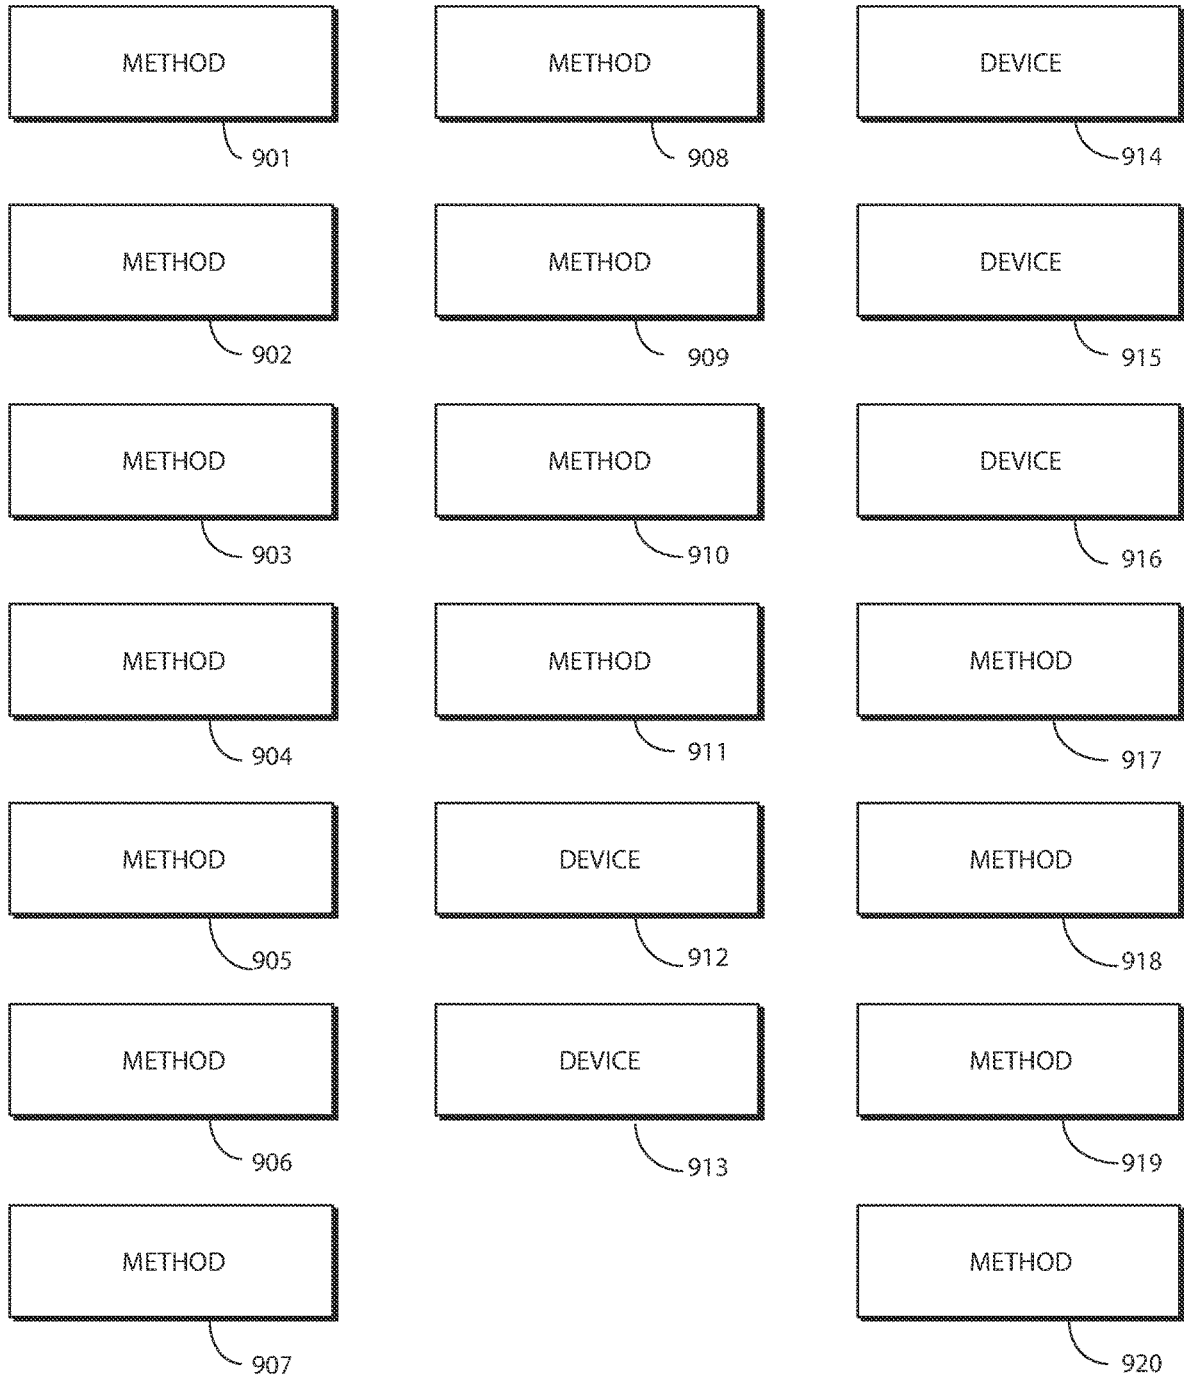 METHOD
901
METHOD
902
METHOD
903
METHOD
904
METHOD
905
METHOD
906
METHOD
907
METHOD
908
METHOD
909
METHOD
910
METHOD
911
DEVICE
912
DEVICE
913
DEVICE
914
DEVICE
915
DEVICE
916
METHOD
917
METHOD
918
METHOD
919
METHOD
920